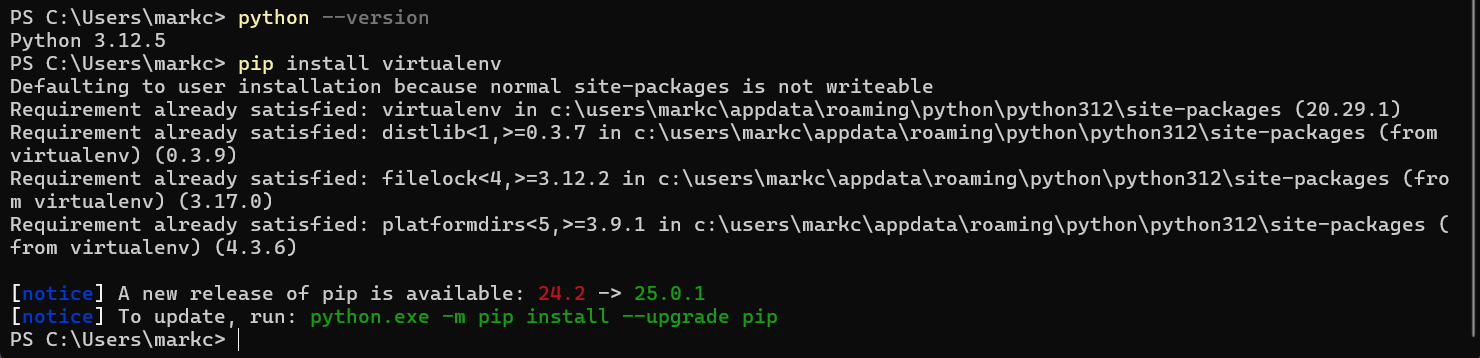 PS C:\Users\markc> python --version
Python 3.12.5
PS C:\Users\markc> pip install virtualenv
Defaulting to user installation because normal site-packages is not writeable
Requirement already satisfied: virtualenv in c:\users\markc\appdata\roaming\python\python312\site-packages (20.29.1)
Requirement already satisfied: distlib<1,>=0.3.7 in c:\users\markc\appdata\roaming\python\python312\site-packages (from
virtualenv) (0.3.9)
Requirement already satisfied: filelock<4,>=3.12.2 in c:\users\markc\appdata\roaming\python\python312\site-packages (fro
m virtualenv) (3.17.0)
Requirement already satisfied: platformdirs<5,>=3.9.1 in c:\users\markc\appdata\roaming\python\python312\site-packages (
from virtualenv) (4.3.6)
[notice] A new release of pip is available: 24.2 -> 25.0.1
[notice] To update, run: python.exe -m pip install --upgrade pip
PS C:\Users\markc>